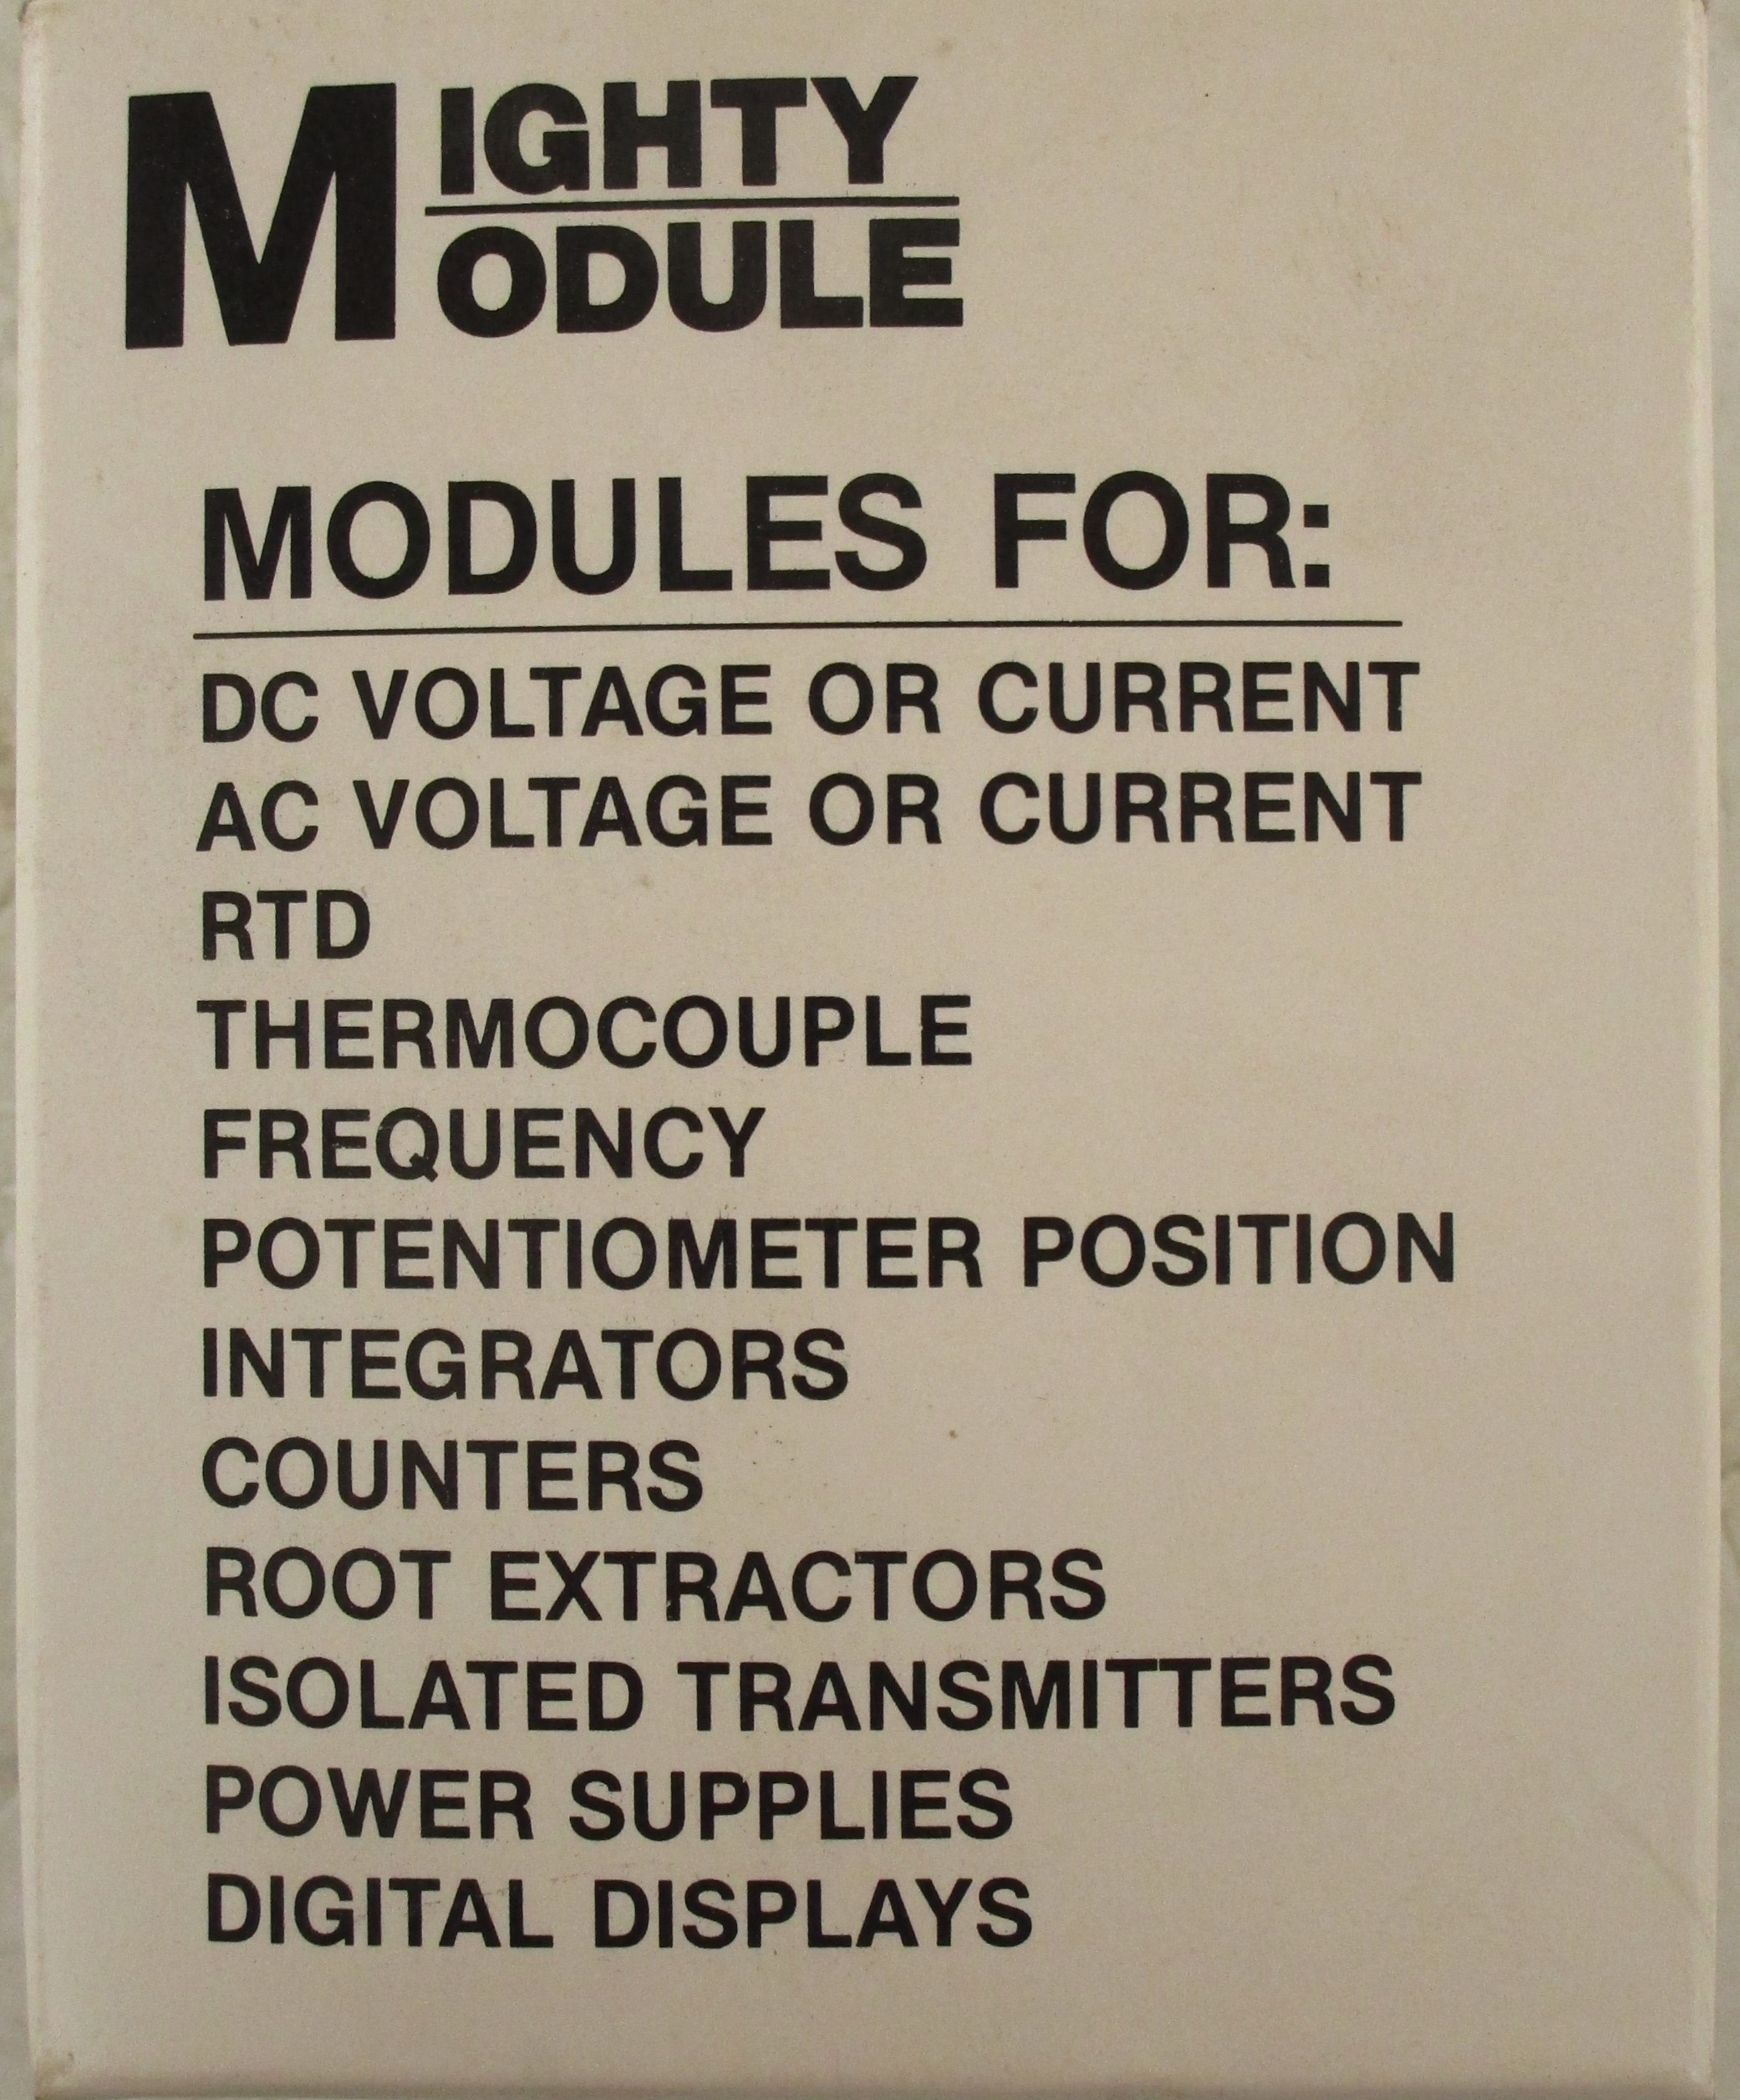 MIGHTY
MODULE
MODULES FOR:
DC VOLTAGE OR CURRENT
AC VOLTAGE OR CURRENT
RTD
THERMOCOUPLE
FREQUENCY
POTENTIOMETER POSITION
INTEGRATORS
COUNTERS
ROOT EXTRACTORS
ISOLATED TRANSMITTERS
POWER SUPPLIES
DIGITAL DISPLAYS